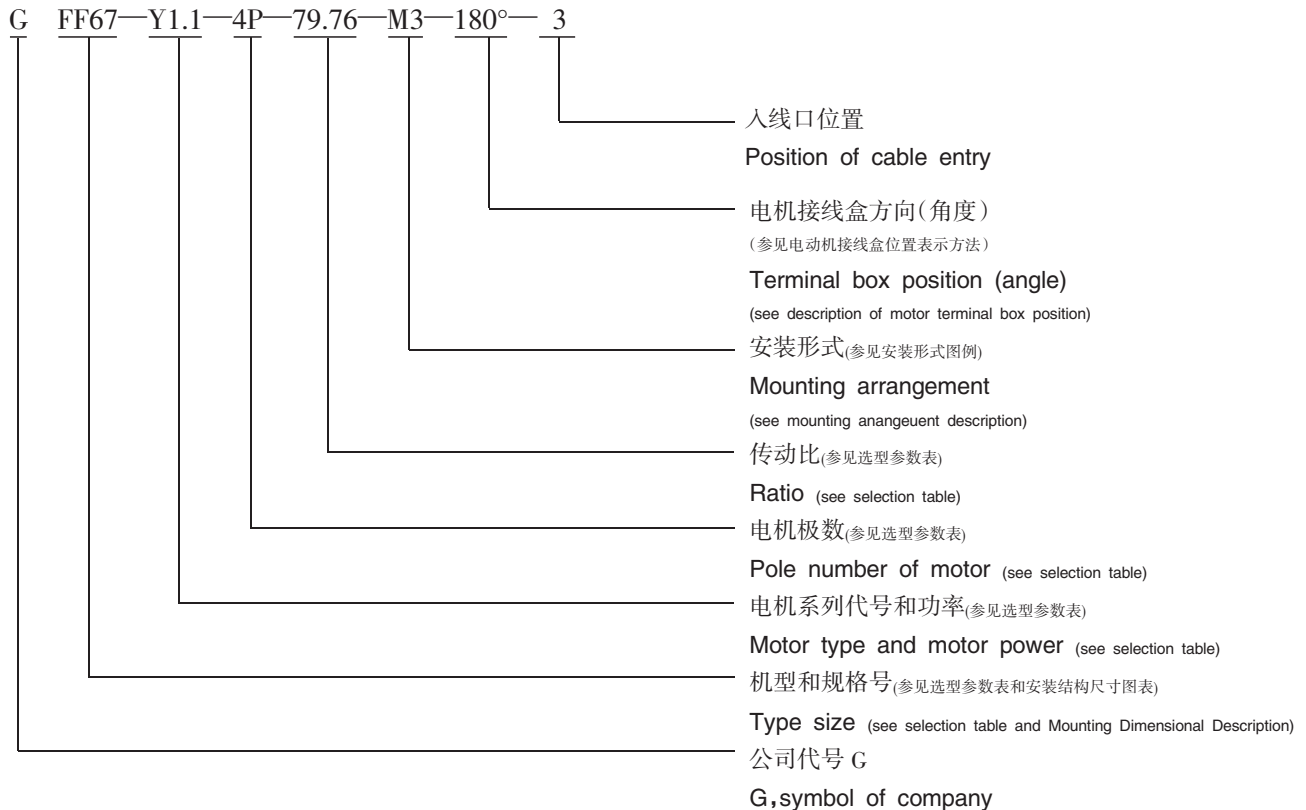 G FF67—Y1.1—4P—79.76—M3—180°—3
入线口位置
Position of cable entry
电机接线盒方向(角度)
(参见电动机接线盒位置表示方法)
Terminal box position (angle)
(see description of motor terminal box position)
安装形式(参见安装形式图例)
Mounting arrangement
(see mounting anangeuent description)
传动比(参见选型参数表)
Ratio (see selection table)
电机极数(参见选型参数表)
Pole number of motor (see selection table)
电机系列代号和功率(参见选型参数表)
Motor type and motor power (see selection table)
机型和规格号(参见选型参数表和安装结构尺寸图表)
Type size (see selection table and Mounting Dimensional Description)
公司代号 G
G,symbol of company